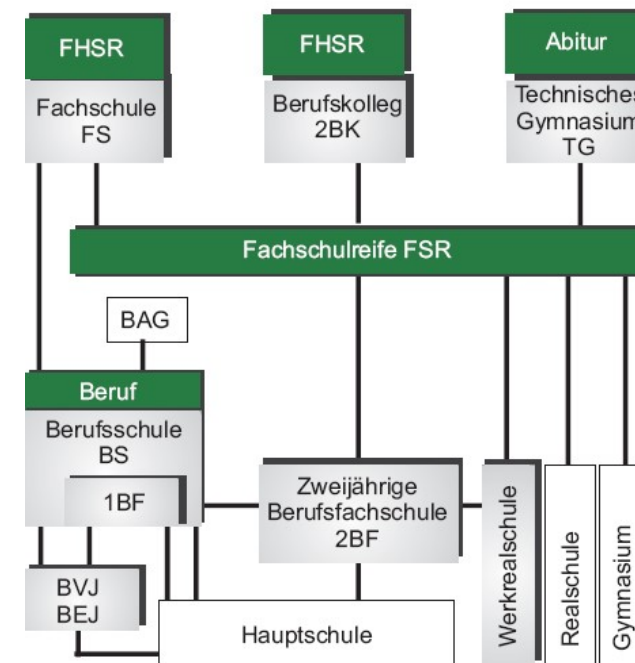 FHSR
Fachschule
FS
FHSR
Berufskolleg
2BK
Abitur
Technisches
Gymnasium
TG
Fachschulreife FSR
BAG
Beruf
Berufsschule
BS
1BF
Zweijährige
Berufsfachschule
2BF
Werkrealschule
Realschule
Gymnasium
BVJ
BEJ
Hauptschule